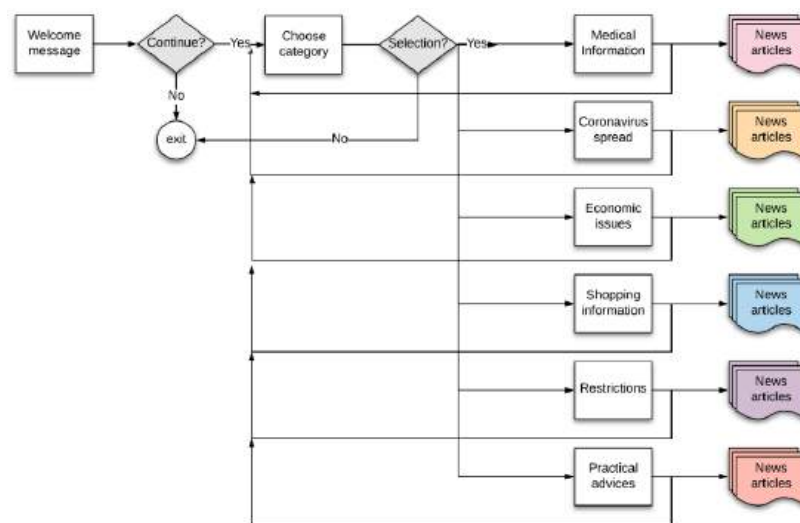 Welcome
message
Continue?
Yes
Choose
category
Selection?
Yes
Medical
Information
News
articles
No
exit
No
Coronavirus
spread
News
articles
Economic
issues
News
articles
Shopping
information
News
articles
Restrictions
News
articles
Practical
advices
News
articles